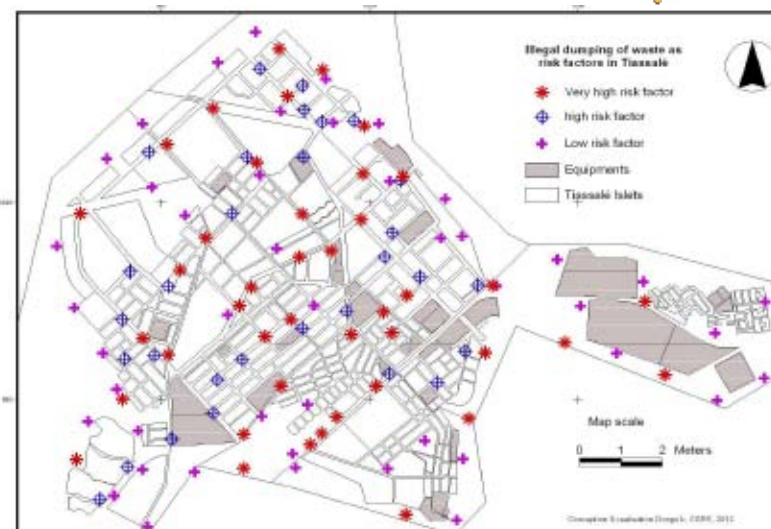 Illegal dumping of waste as
risk factors in Tiassalé
Very high risk factor
high risk factor
Low risk factor
Equipments
Tiassalé Islets
Map scale
0 1 2 Meters
2012